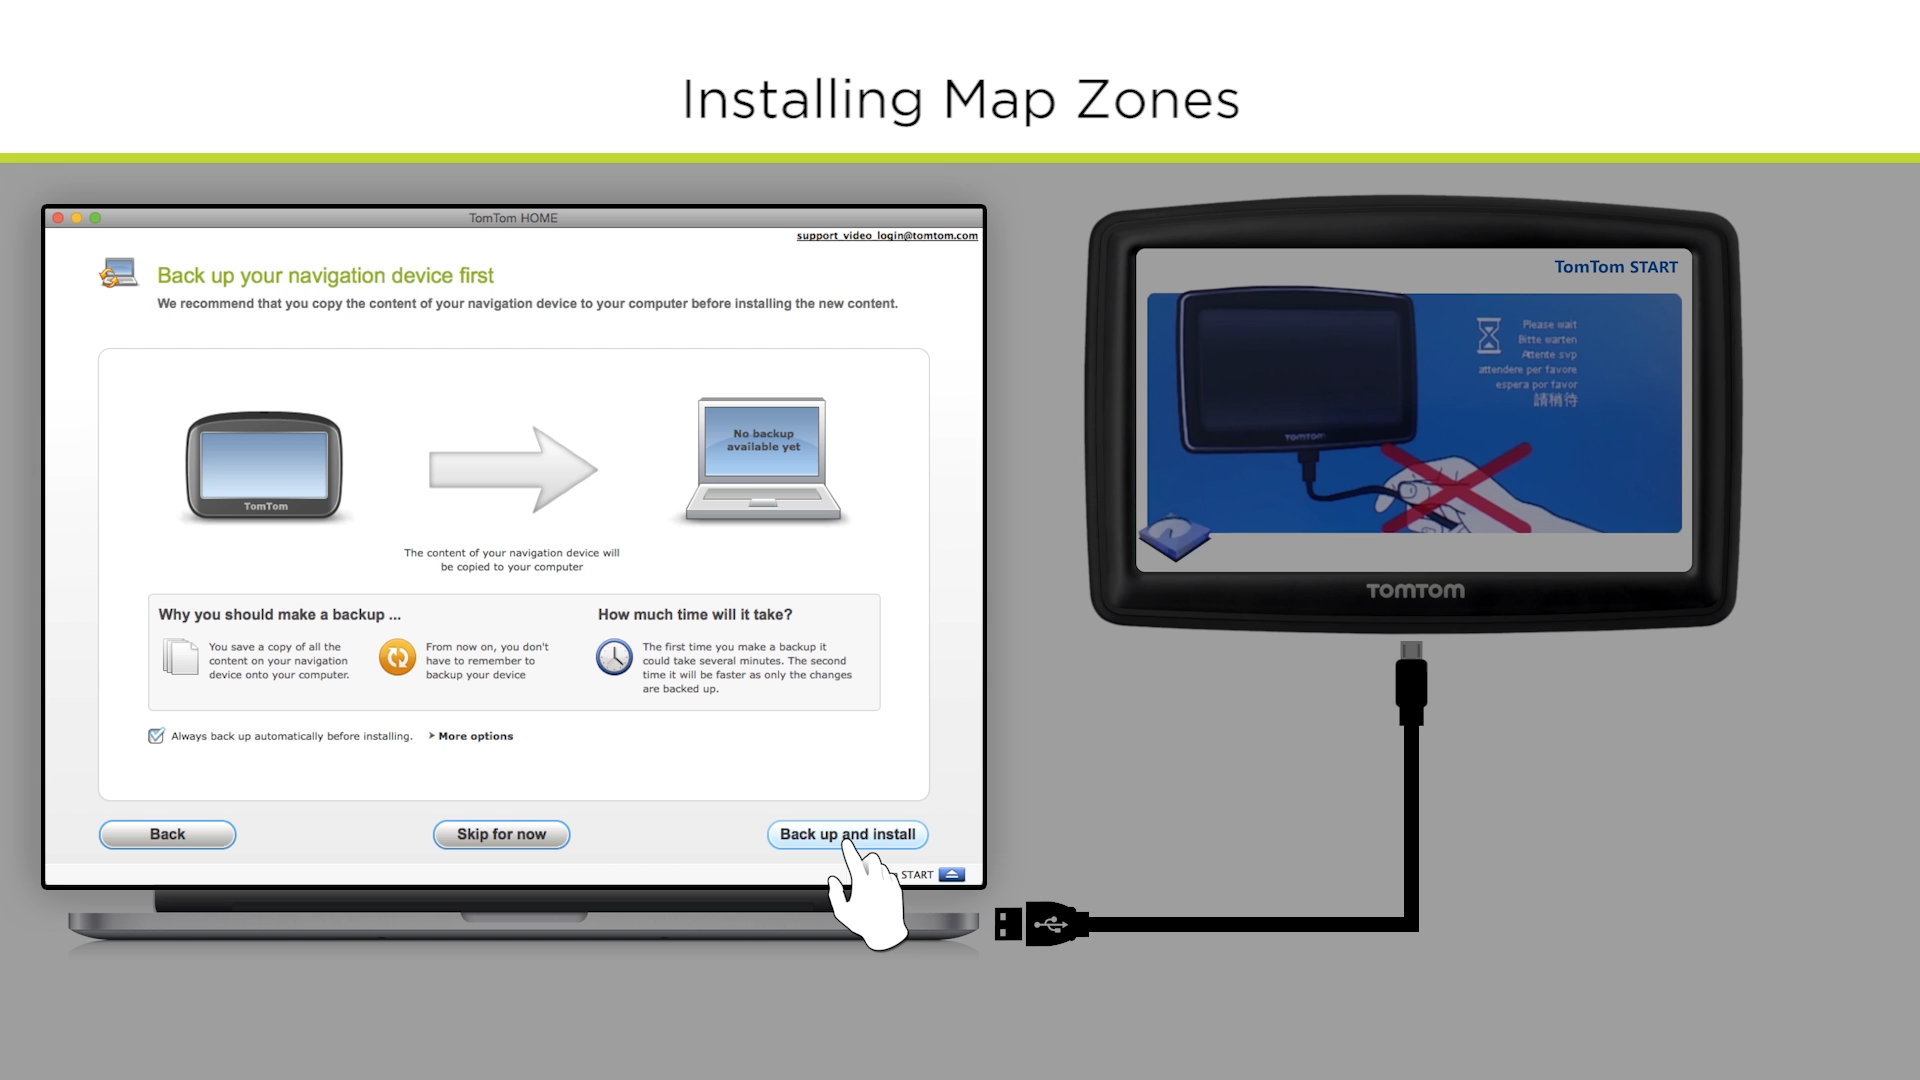 Installing Map Zones
TomTom HOME
support_video_login@tomtom.com
Back up your navigation device first
We recommend that you copy the content of your navigation device to your computer before installing the new content.
TomTom
No backup
available yet
The content of your navigation device will
be copied to your computer
Why you should make a backup ...
You save a copy of all the
content on your navigation
device onto your computer.
From now on, you don't
have to remember to
backup your device
How much time will it take?
The first time you make a backup it
could take several minutes. The second
time it will be faster as only the changes
are backed up.
Always back up automatically before installing.
More options
Back
Skip for now
Back up and install
START
TomTom START
Please wait
Bitte warten
Attente svp
attendere per favore
espera por favor
請稍待
TOMTOM
TOMTOM